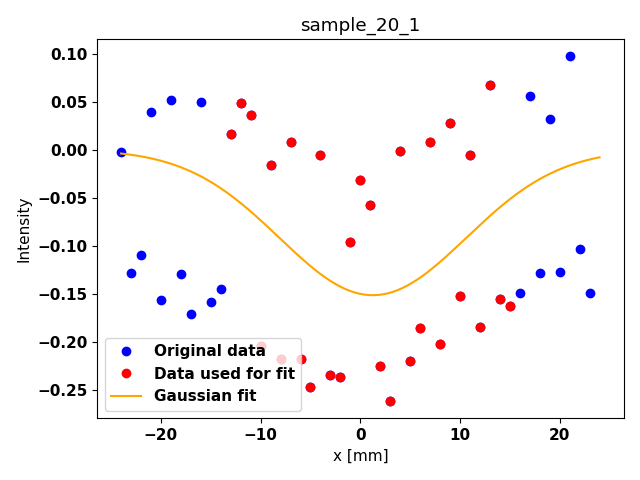 sample_20_1
0.10
0.05
0.00
−0.05
−0.10
−0.15
−0.20
−0.25
Intensity
Original data
Data used for fit
Gaussian fit
−20
−10
0
10
20
x [mm]